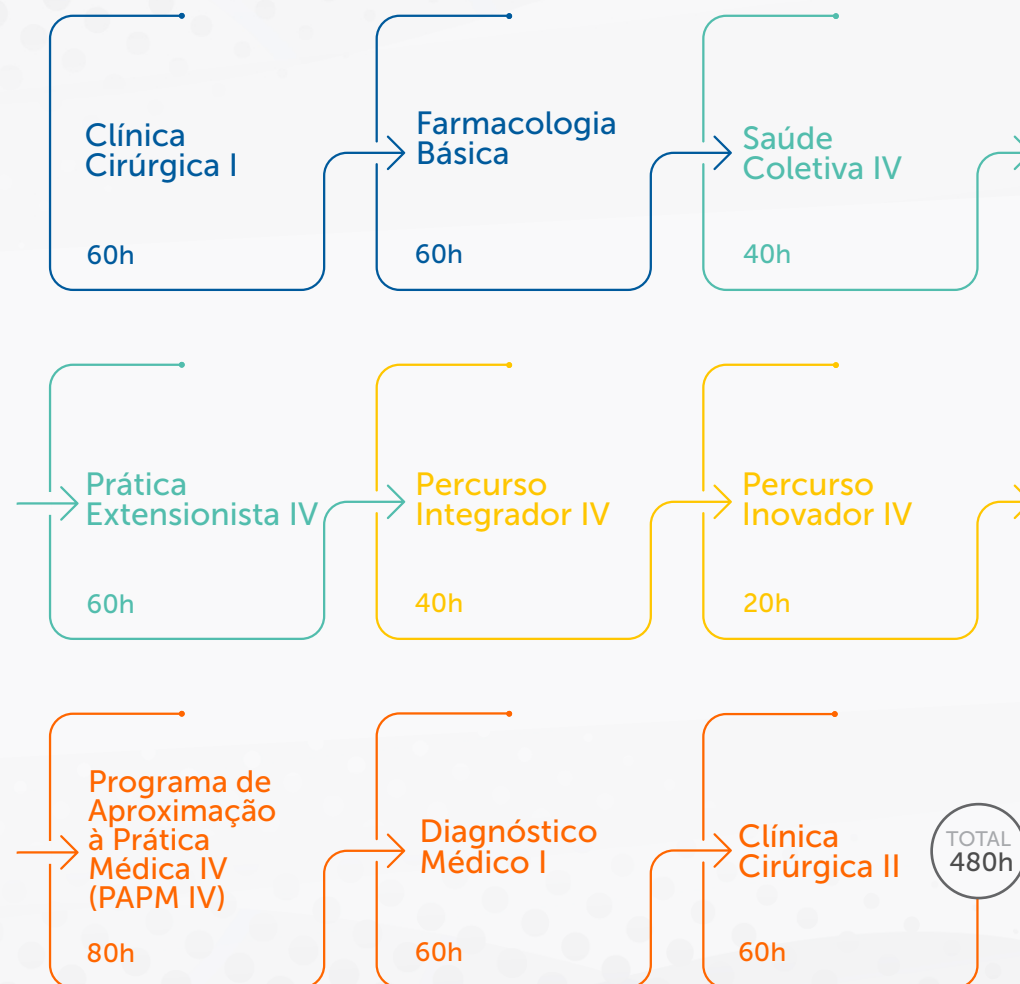 Clínica
Cirúrgica I
60h
Farmacologia
Básica
60h
Saúde
Coletiva IV
40h
Prática
Extensionista IV
60h
Percurso
Integrador IV
40h
Percurso
Inovador IV
20h
Programa de
Aproximação
à Prática
Médica IV
(PAPM IV)
80h
Diagnóstico
Médico I
60h
Clínica
Cirúrgica II
60h
TOTAL
480h